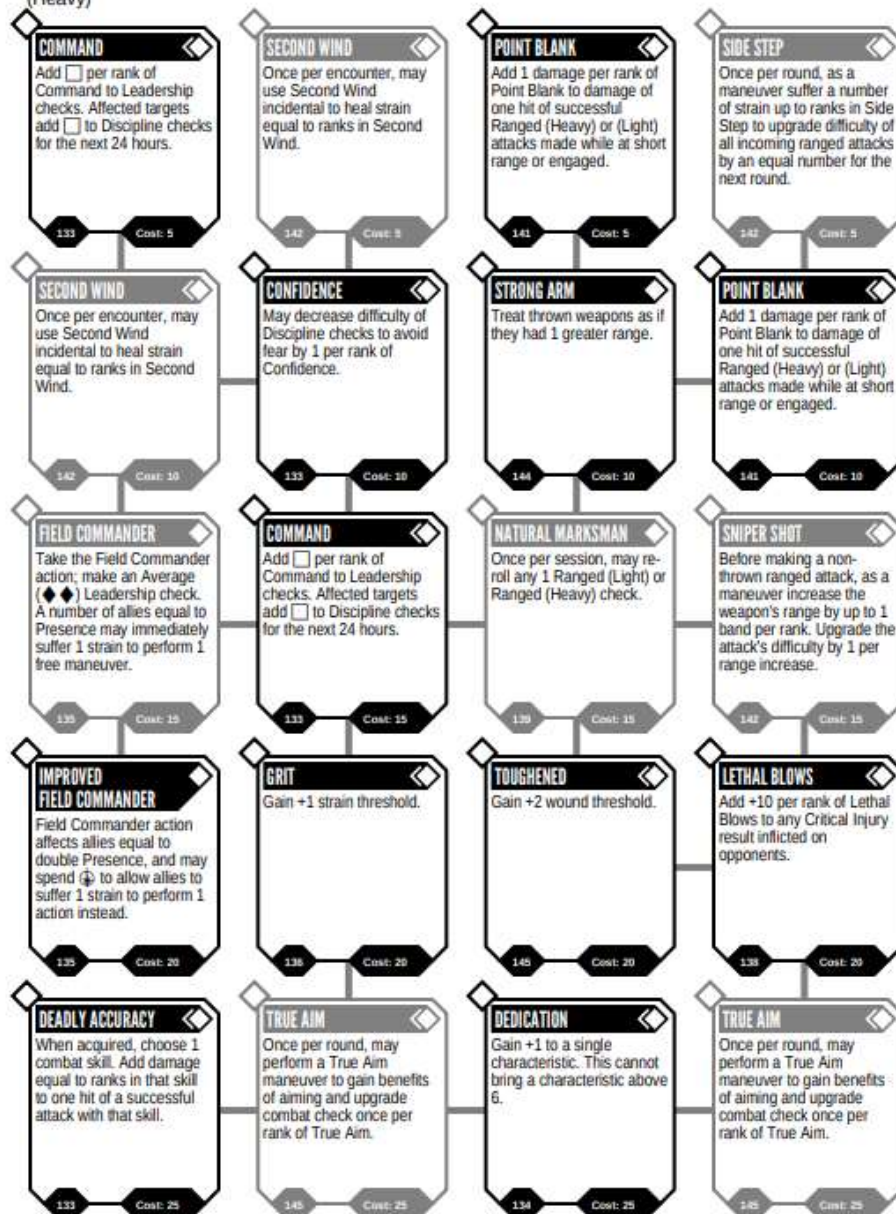 (Heavy)
COMMAND
Add □ per rank of
Command to Leadership
checks. Affected targets
add □ to Discipline checks
for the next 24 hours.
133
Cost: 5
SECOND WIND
Once per encounter, may
use Second Wind
incidental to heal strain
equal to ranks in Second
Wind.
142
Cost: 5
POINT BLANK
Add 1 damage per rank of
Point Blank to damage of
one hit of successful
Ranged (Heavy) or (Light)
attacks made while at short
range or engaged.
141
Cost: 5
SIDE STEP
Once per round, as a
maneuver suffer a number
of strain up to ranks in Side
Step to upgrade difficulty of
all incoming ranged attacks
by an equal number for the
next round.
142
Cost: 5
SECOND WIND
Once per encounter, may
use Second Wind
incidental to heal strain
equal to ranks in Second
Wind.
142
Cost: 10
CONFIDENCE
May decrease difficulty of
Discipline checks to avoid
fear by 1 per rank of
Confidence.
133
Cost: 10
STRONG ARM
Treat thrown weapons as if
they had 1 greater range.
144
Cost: 10
POINT BLANK
Add 1 damage per rank of
Point Blank to damage of
one hit of successful
Ranged (Heavy) or (Light)
attacks made while at short
range or engaged.
141
Cost: 10
FIELD COMMANDER
Take the Field Commander
action; make an Average
(◆ ◆) Leadership check.
A number of allies equal to
Presence may immediately
suffer 1 strain to perform 1
free maneuver.
135
Cost: 15
COMMAND
Add □ per rank of
Command to Leadership
checks. Affected targets
add □ to Discipline checks
for the next 24 hours.
133
Cost: 15
NATURAL MARKSMAN
Once per session, may re-
roll any 1 Ranged (Light) or
Ranged (Heavy) check.
139
Cost: 15
SNIPER SHOT
Before making a non-
thrown ranged attack, as a
maneuver increase the
weapon's range by up to 1
band per rank. Upgrade the
attack's difficulty by 1 per
range increase.
142
Cost: 15
IMPROVED
FIELD COMMANDER
Field Commander action
affects allies equal to
double Presence, and may
spend to allow allies to
suffer 1 strain to perform 1
action instead.
135
Cost: 20
GRIT
Gain +1 strain threshold.
136
Cost: 20
TOUGHENED
Gain +2 wound threshold.
145
Cost: 20
LETHAL BLOWS
Add +10 per rank of Lethal
Blows to any Critical Injury
result inflicted on
opponents.
138
Cost: 20
DEADLY ACCURACY
When acquired, choose 1
combat skill. Add damage
equal to ranks in that skill
to one hit of a successful
attack with that skill.
133
Cost: 25
TRUE AIM
Once per round, may
perform a True Aim
maneuver to gain benefits
of aiming and upgrade
combat check once per
rank of True Aim.
145
Cost: 25
DEDICATION
Gain +1 to a single
characteristic. This cannot
bring a characteristic above
6.
134
Cost: 25
TRUE AIM
Once per round, may
perform a True Aim
maneuver to gain benefits
of aiming and upgrade
combat check once per
rank of True Aim.
145
Cost: 25